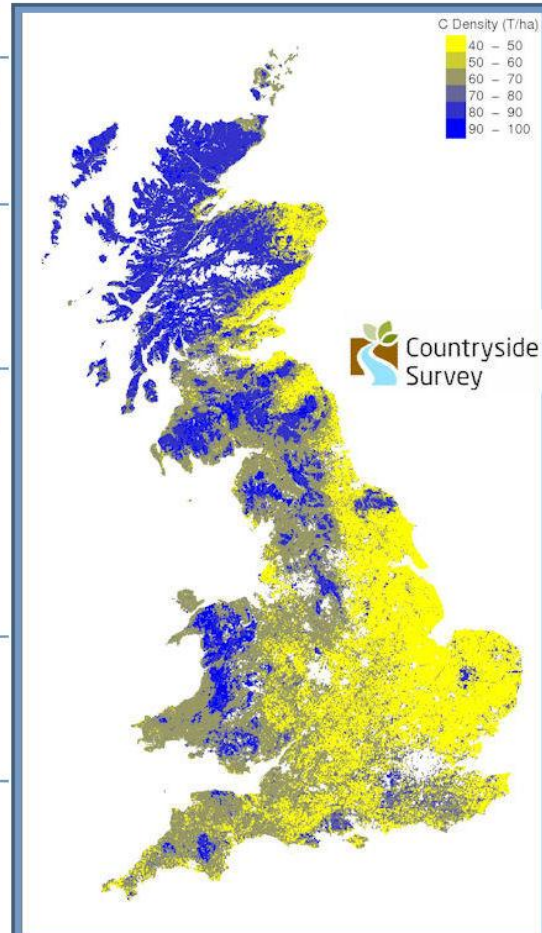 C Density (T/ha)
40 – 50
50 – 60
60 – 70
70 – 80
80 – 90
90 – 100
Countryside
Survey